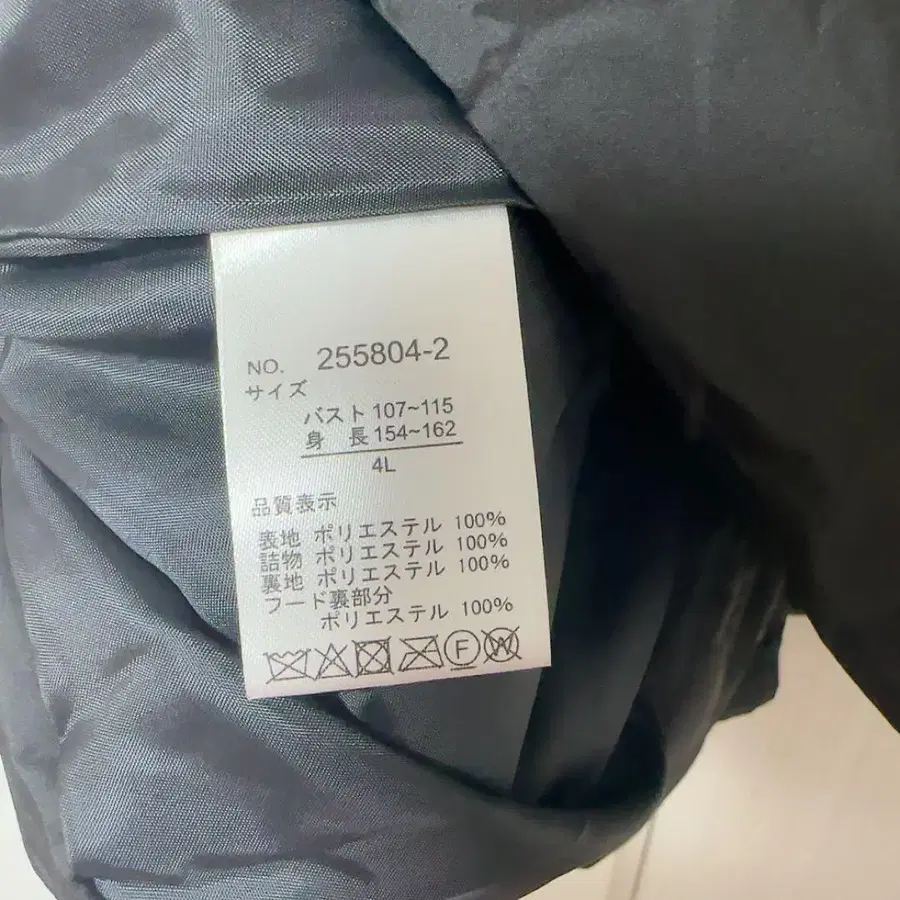 NO. 255804-2
サイズ
バスト 107~115
身 長 154~162
4L
品質表示
表地 ポリエステル 100%
詰物 ポリエステル 100%
裏地 ポリエステル 100%
フード裏部分
ポリエステル 100%
F W